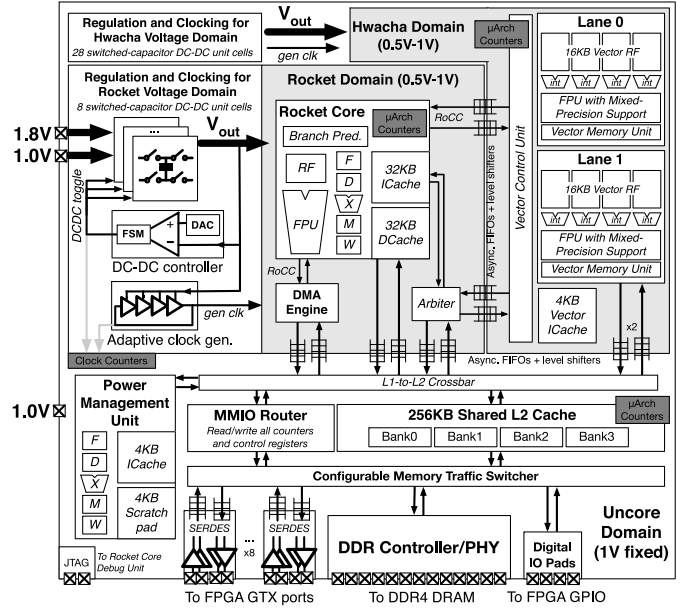 Regulation and Clocking for
Hwacha Voltage Domain
28 switched-capacitor DC-DC unit cells
Vout
gen clk
Hwacha Domain
(0.5V-1V)
µArch
Counters
Lane 0
16KB Vector RF
int int int int
FPU with Mixed-
Precision Support
Vector Memory Unit
Regulation and Clocking for
Rocket Voltage Domain
8 switched-capacitor DC-DC unit cells
1.8V
1.0V
...
Vout
DCDC toggle
FSM
DAC
DC-DC controller
Adaptive clock gen.
gen clk
Clock Counters
Rocket Domain (0.5V-1V)
Rocket Core
µArch
Counters
Branch Pred.
RF
FPU
F
D
X
M
W
32KB
ICache
32KB
DCache
RoCC
RoCC
DMA
Engine
Arbiter
Async. FIFOs + level shifters
Vector Control Unit
Lane 1
16KB Vector RF
int int int int
FPU with Mixed-
Precision Support
Vector Memory Unit
4KB
Vector
ICache
x2
Async. FIFOs + level shifters
L1-to-L2 Crossbar
1.0V
Power
Management
Unit
F
D
X
M
W
4KB
ICache
4KB
Scratch
pad
MMIO Router
Read/write all counters
and control registers
256KB Shared L2 Cache
µArch
Counters
Bank0 Bank1 Bank2 Bank3
Configurable Memory Traffic Switcher
SERDES
...
x8
SERDES
DDR Controller/PHY
Digital
IO Pads
Uncore
Domain
(1V fixed)
JTAG
To Rocket Core
Debug Unit
To FPGA GTX ports
To DDR4 DRAM
To FPGA GPIO